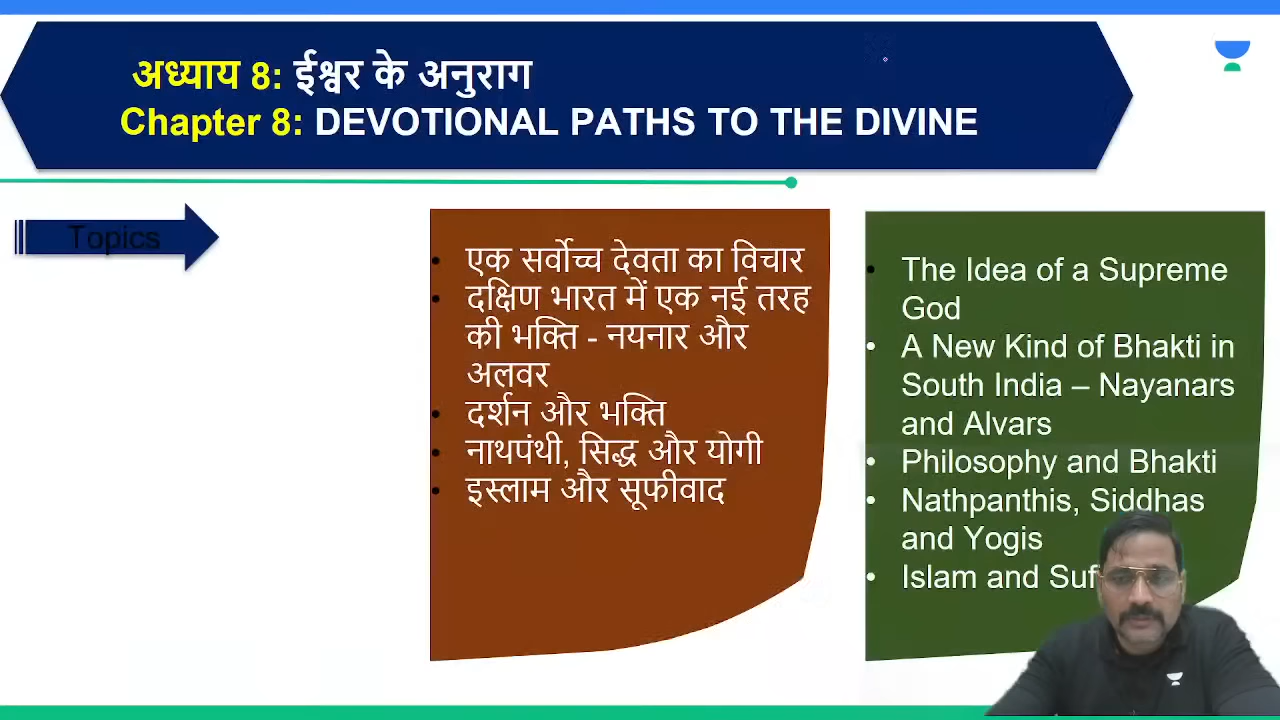 अध्याय 8: ईश्वर के अनुराग
Chapter 8: DEVOTIONAL PATHS TO THE DIVINE
Topics
एक सर्वोच्च देवता का विचार
दक्षिण भारत में एक नई तरह
की भक्ति - नयनार और
अलवर
दर्शन और भक्ति
नाथपंथी, सिद्ध और योगी
इस्लाम और सूफीवाद
The Idea of a Supreme
God
A New Kind of Bhakti in
South India – Nayanars
and Alvars
Philosophy and Bhakti
Nathpanthis, Siddhas
and Yogis
Islam and